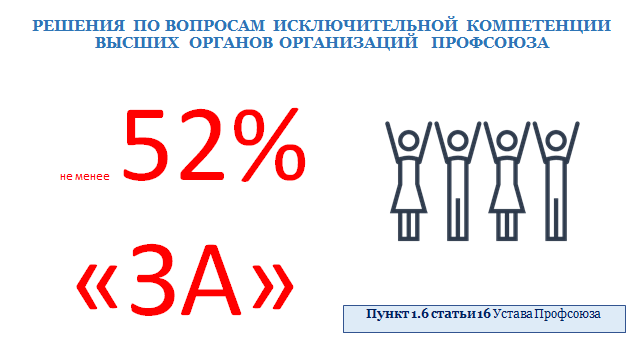 РЕШЕНИЯ ПО ВОПРОСАМ ИСКЛЮЧИТЕЛЬНОЙ КОМПЕТЕНЦИИ
ВЫСШИХ ОРГАНОВ ОРГАНИЗАЦИЙ ПРОФСОЮЗА
не менее 52%
«ЗА»
Пункт 1.6 статьи 16 Устава Профсоюза